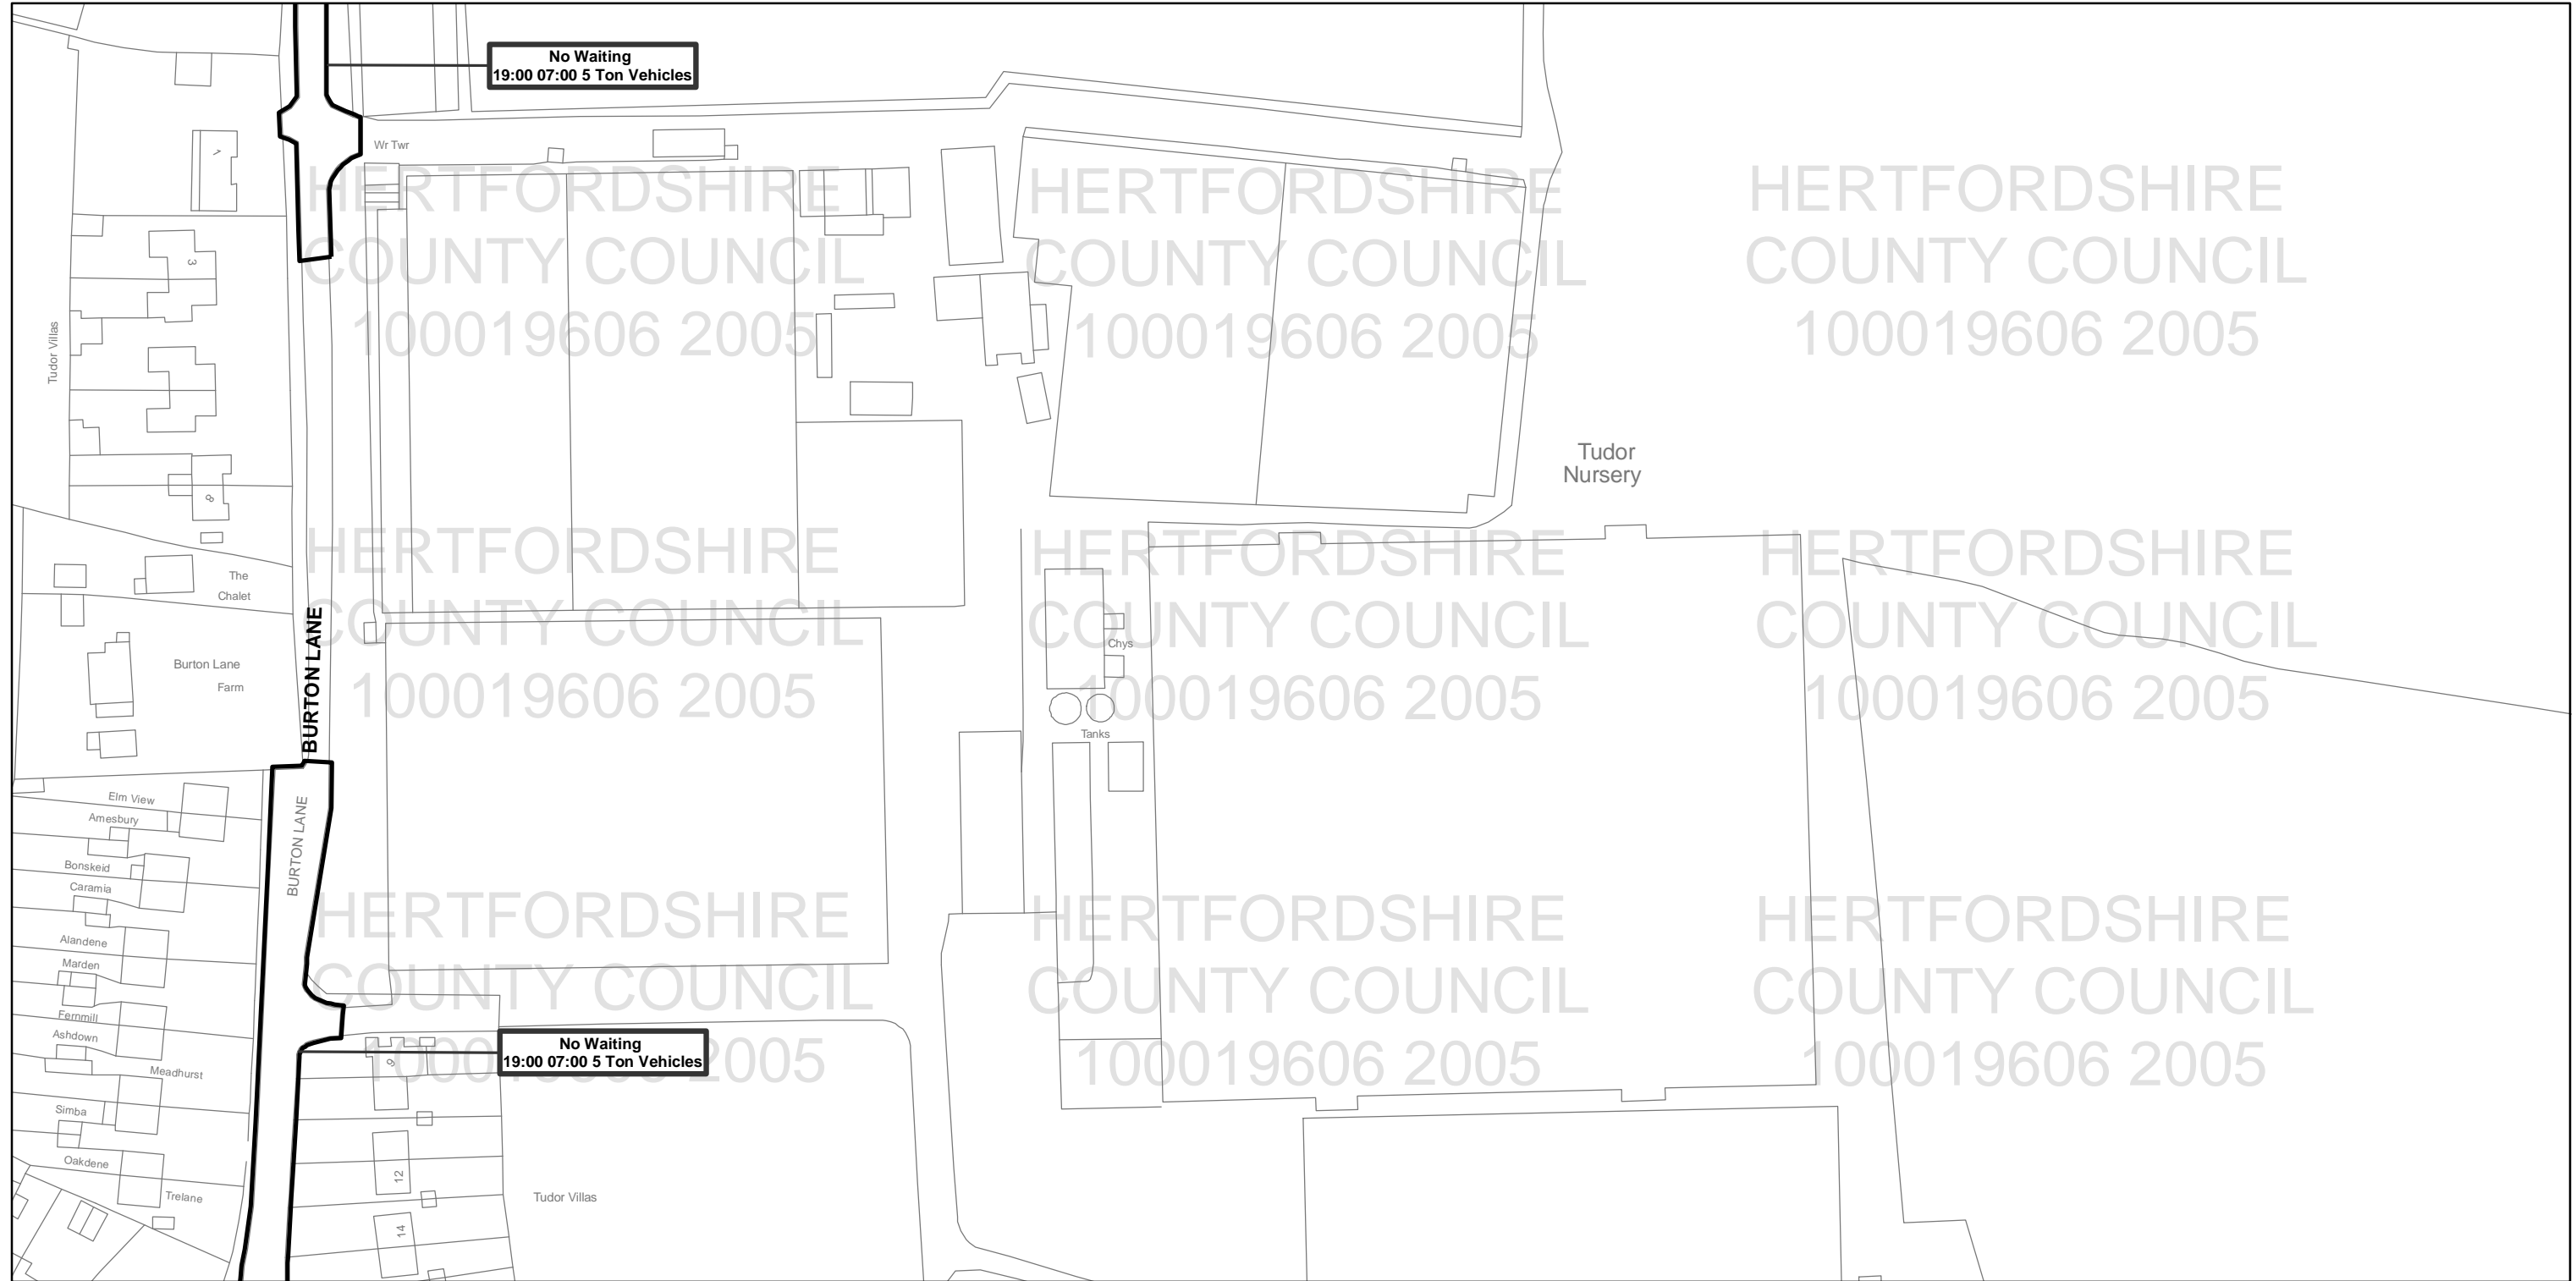 No Waiting
19:00 07:00 5 Ton Vehicles
Wr Twr
1
HERTFORDSHIRE
COUNTY COUNCIL
100019606 2005
HERTFORDSHIRE
COUNTY COUNCIL
100019606 2005
HERTFORDSHIRE
COUNTY COUNCIL
100019606 2005
3
Tudor Villas
Tudor
Nursery
8
HERTFORDSHIRE
COUNTY COUNCIL
100019606 2005
HERTFORDSHIRE
COUNTY COUNCIL
100019606 2005
HERTFORDSHIRE
COUNTY COUNCIL
100019606 2005
The
Chalet
BURTON LANE
Burton Lane
Farm
Chys
Tanks
Elm View
Amesbury
BURTON LANE
Bonskeid
Caramia
HERTFORDSHIRE
COUNTY COUNCIL
100019606 2005
HERTFORDSHIRE
COUNTY COUNCIL
100019606 2005
HERTFORDSHIRE
COUNTY COUNCIL
100019606 2005
Alandene
Marden
Fernmill
Ashdown
No Waiting
19:00 07:00 5 Ton Vehicles
9
Meadhurst
Simba
Oakdene
12
Trelane
Tudor Villas
14